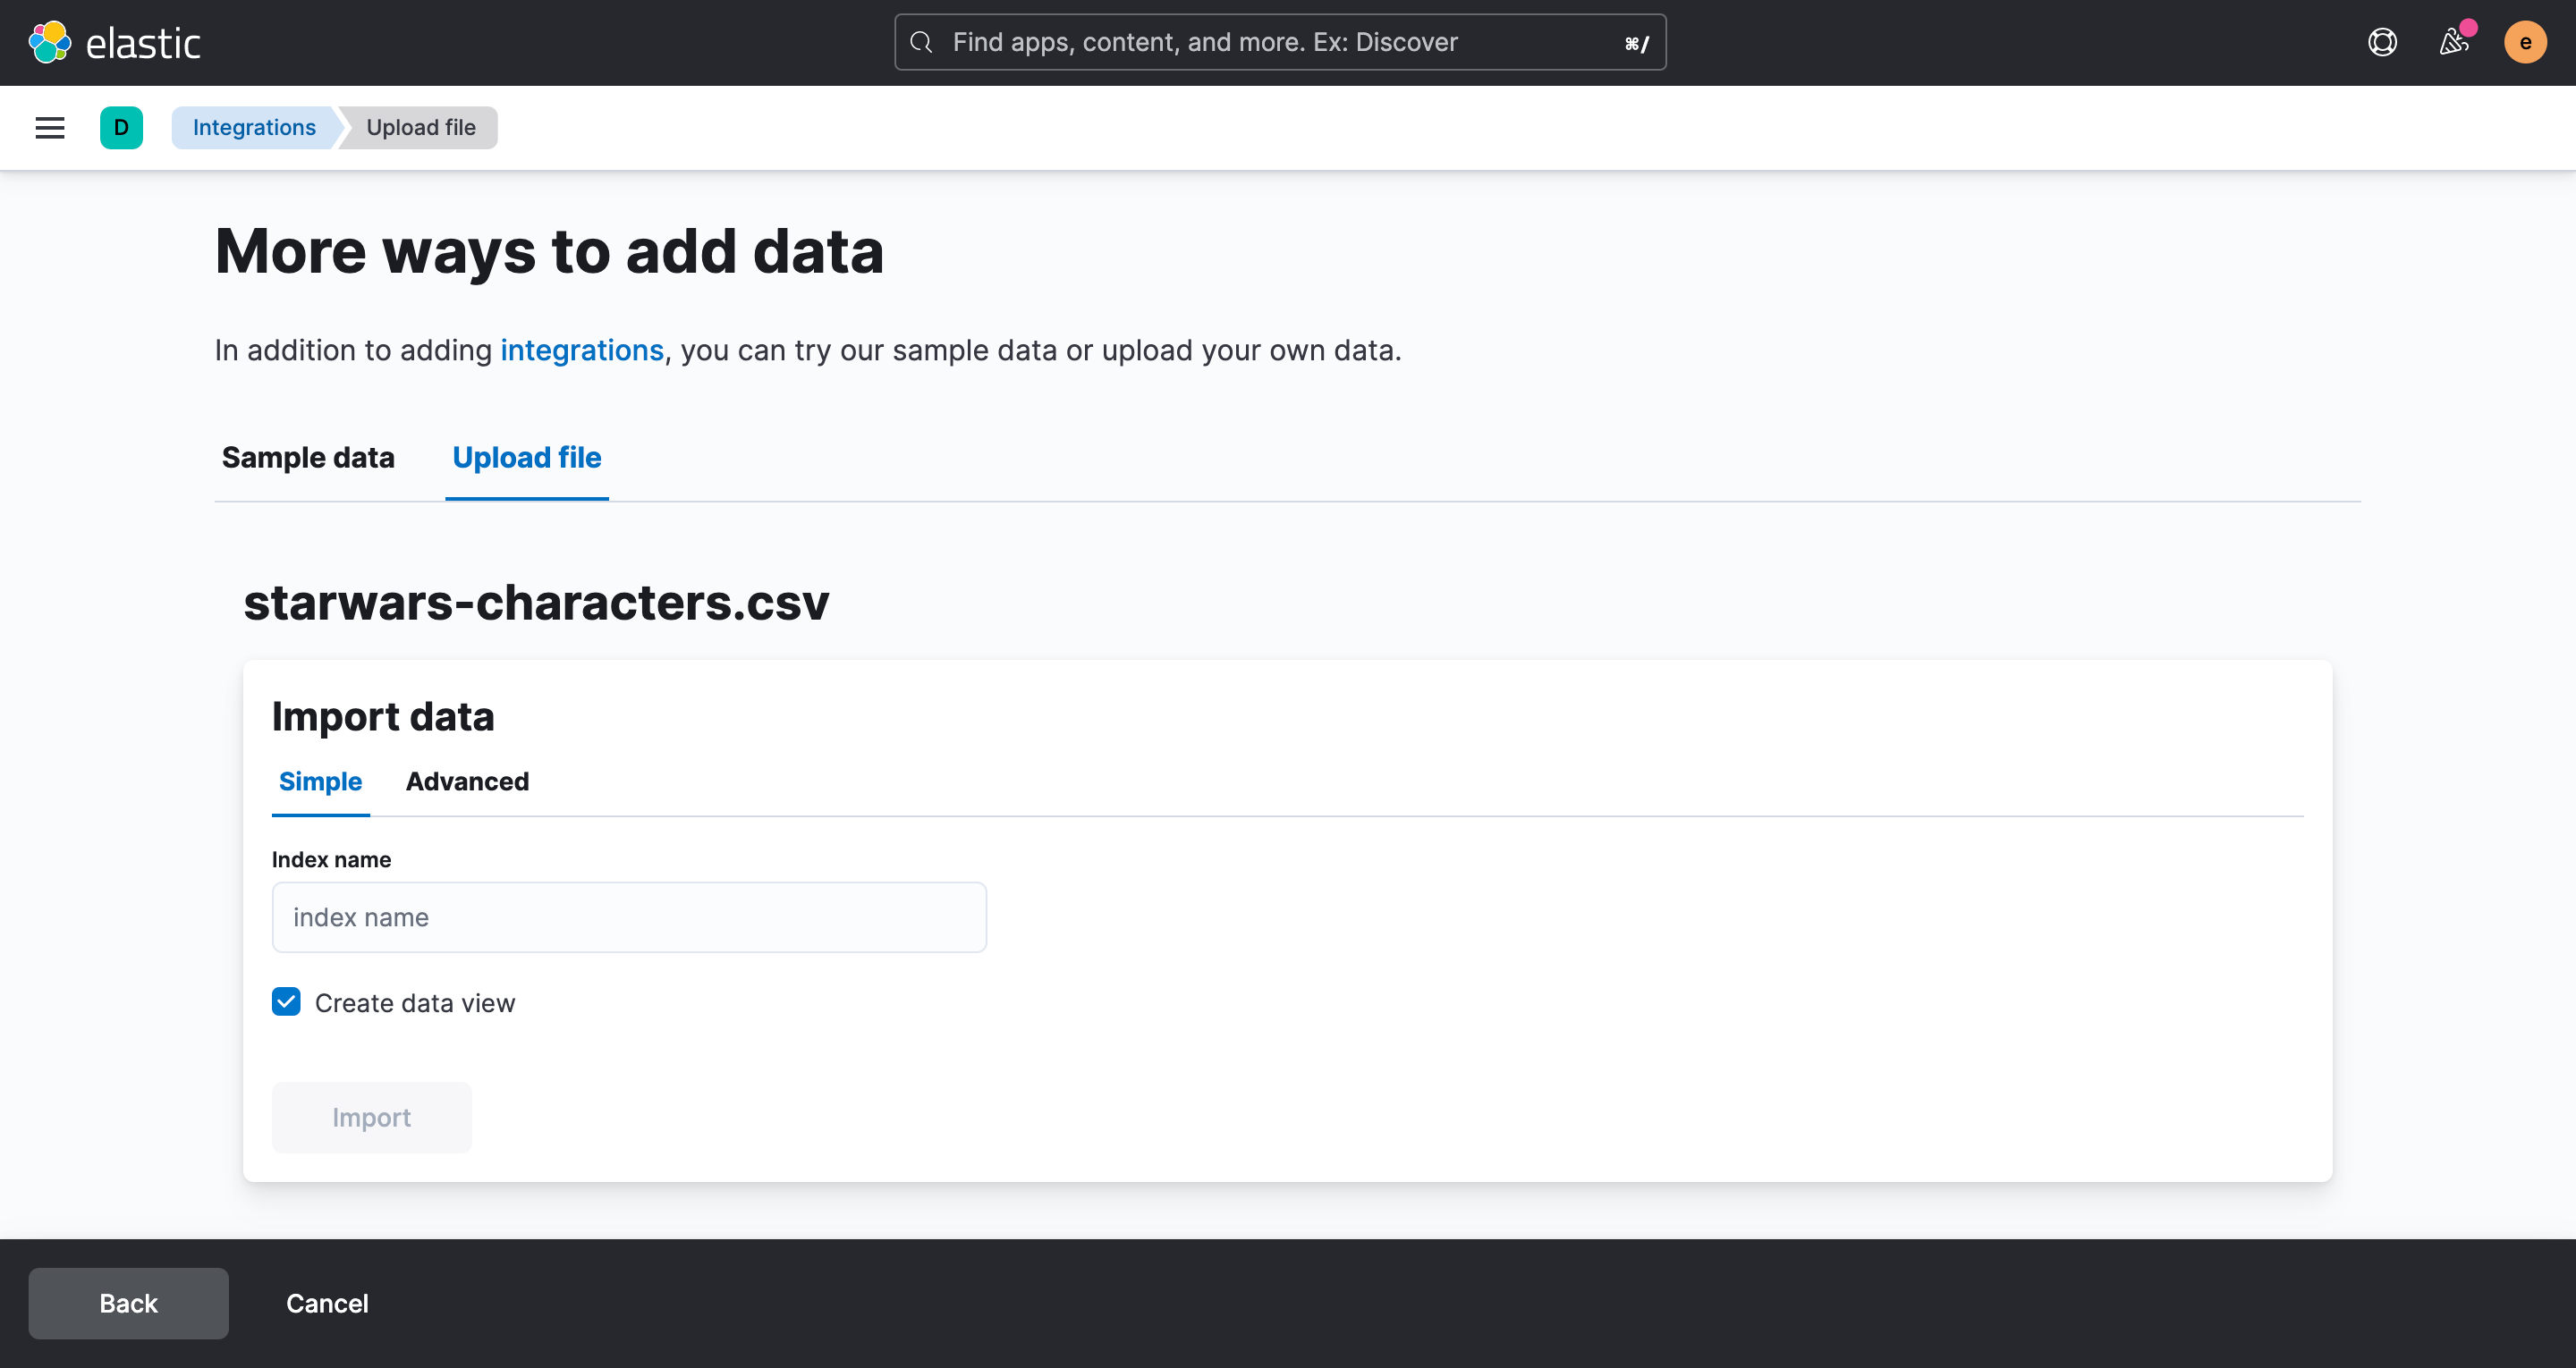 elastic
Find apps, content, and more. Ex: Discover
⌘/
e
D
Integrations
Upload file
More ways to add data
In addition to adding integrations, you can try our sample data or upload your own data.
Sample data
Upload file
starwars-characters.csv
Import data
Simple
Advanced
Index name
index name
Create data view
Import
Back
Cancel